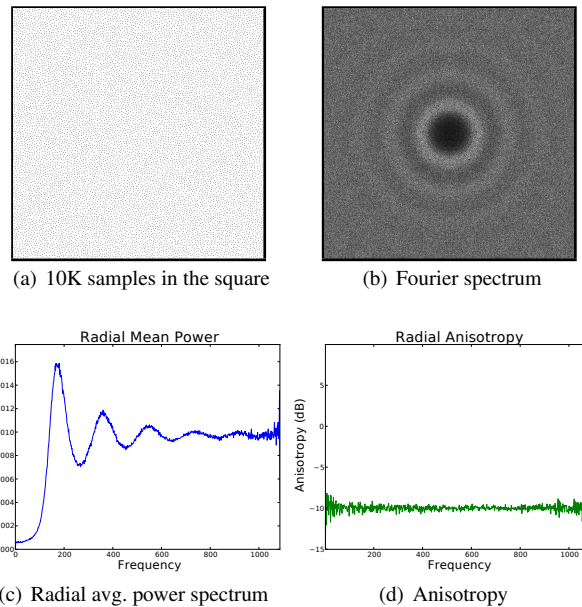 (a) 10K samples in the square
(b) Fourier spectrum
Radial Mean Power
016
014
012
010
008
006
004
002
000
0 200 400 600 800 1000
Frequency
Radial Anisotropy
Anisotropy (dB)
5
0
−5
−10
−15
200 400 600 800 1000
Frequency
(c) Radial avg. power spectrum
(d) Anisotropy